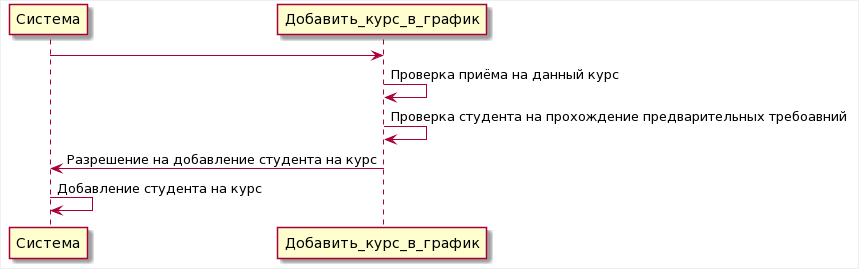 Система
Добавить_курс_в_график
Проверка приёма на данный курс
Проверка студента на прохождение предварительных требоавний
Разрешение на добавление студента на курс
Добавление студента на курс
Система
Добавить_курс_в_график